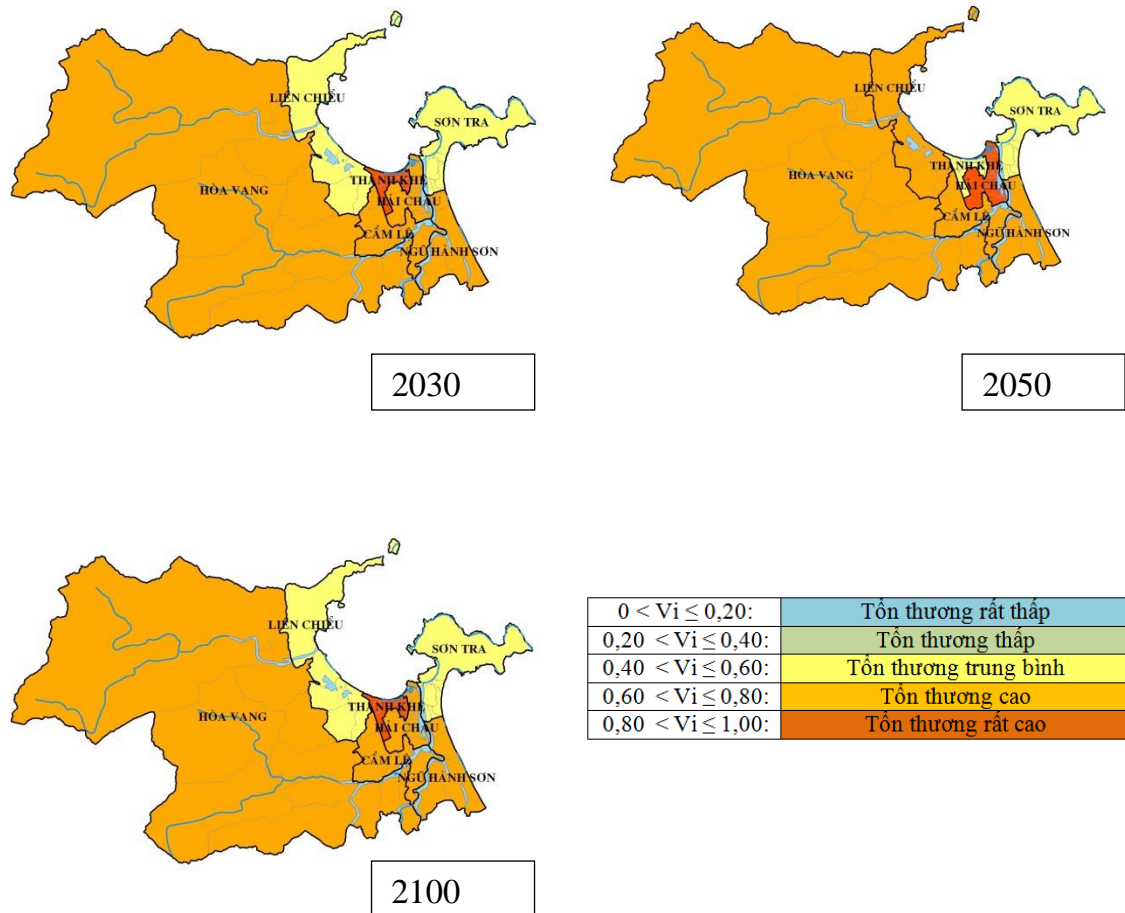 LIÊN CHIỂU
SƠN TRA
THANH KHÊ
HÒA VANG
HẢI CHÂU
CẨM LỆ
NGŨ HÀNH SƠN
2030
LIÊN CHIỂU
SƠN TRA
THANH KHÊ
HÒA VANG
HẢI CHÂU
CẨM LỆ
NGŨ HÀNH SƠN
2050
LIÊN CHIỂU
SƠN TRA
THANH KHÊ
HÒA VANG
HẢI CHÂU
CẨM LỆ
NGŨ HÀNH SƠN
2100
0 < Vi ≤ 0,20: Tổn thương rất thấp
0,20 < Vi ≤ 0,40: Tổn thương thấp
0,40 < Vi ≤ 0,60: Tổn thương trung bình
0,60 < Vi ≤ 0,80: Tổn thương cao
0,80 < Vi ≤ 1,00: Tổn thương rất cao